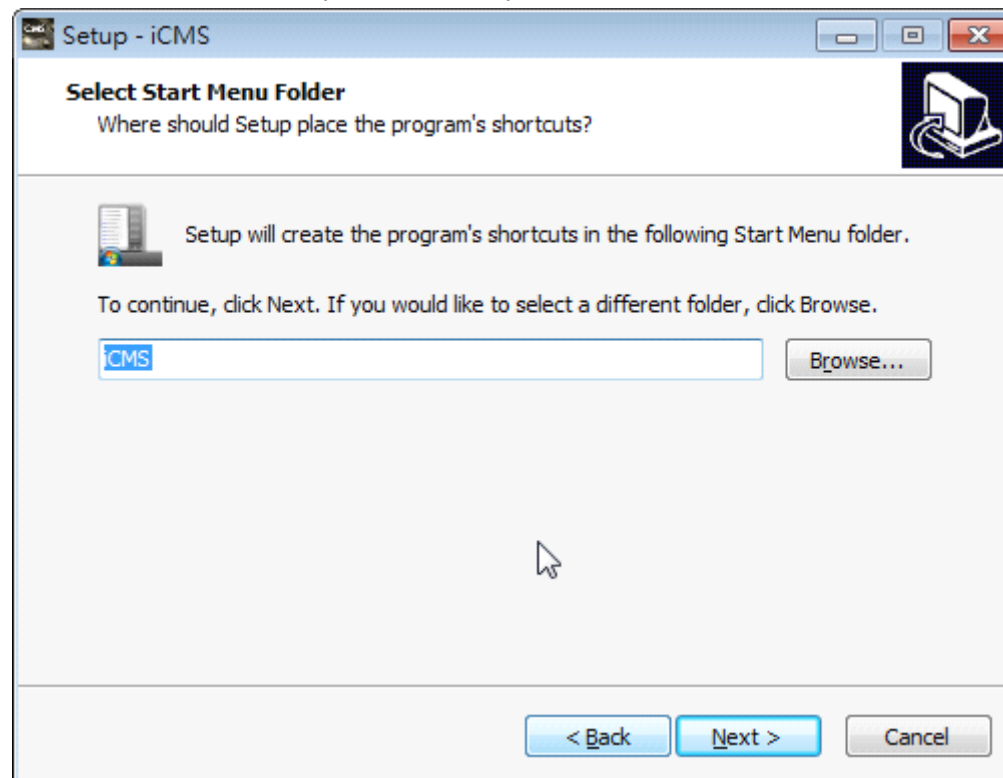 Setup - iCMS
Select Start Menu Folder
Where should Setup place the program's shortcuts?
Setup will create the program's shortcuts in the following Start Menu folder.
To continue, click Next. If you would like to select a different folder, click Browse.
iCMS
Browse...
< Back
Next >
Cancel